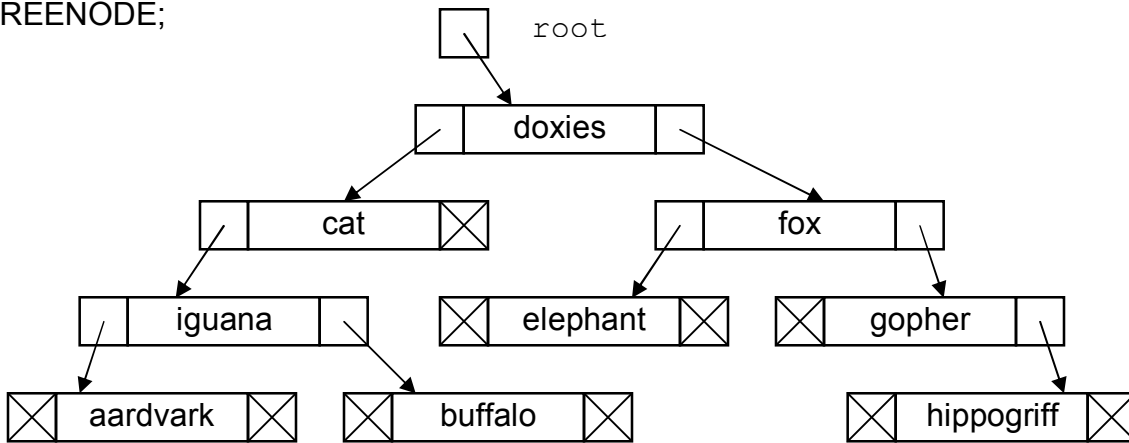 REENODE;
root
doxies
cat
fox
iguana
elephant
gopher
aardvark
buffalo
hippogriff